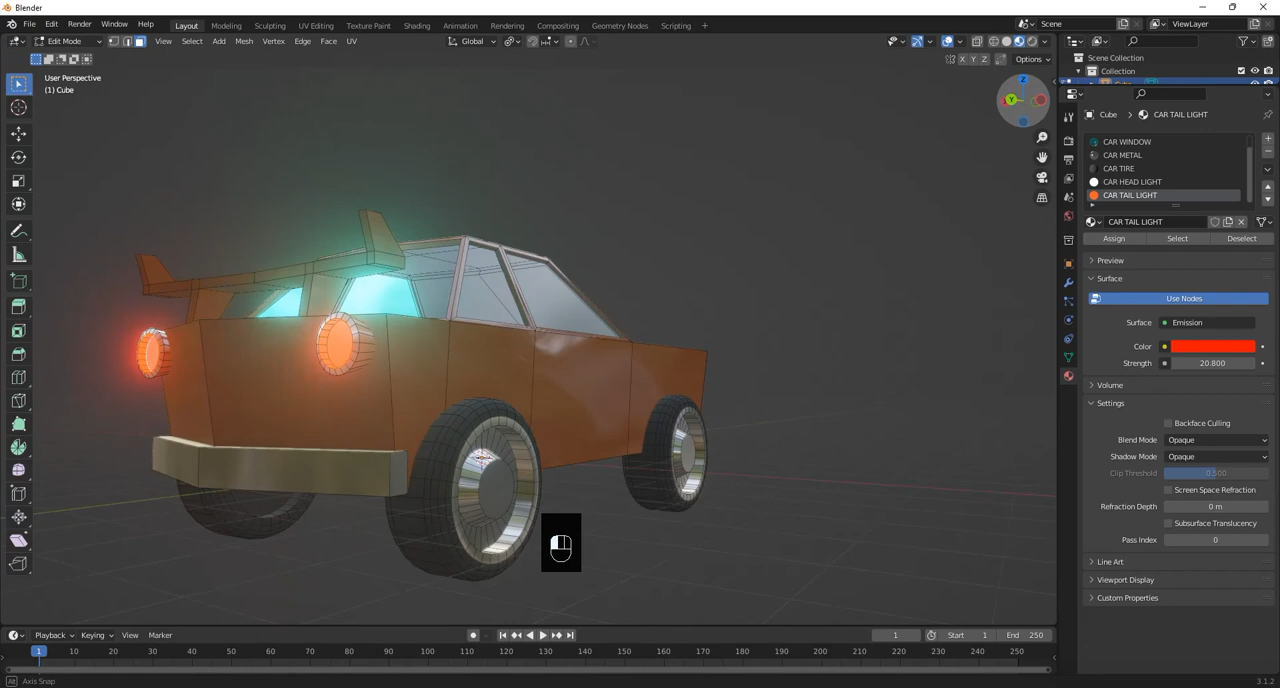 Blender
File Edit Render Window Help Layout Modeling Sculpting UV Editing Texture Paint Shading Animation Rendering Compositing Geometry Nodes Scripting + Scene ViewLayer
Edit Mode View Select Add Mesh Vertex Edge Face UV Global
X Y Z Options
User Perspective
(1) Cube
Z
Y
Scene Collection
Collection
Cube CAR TAIL LIGHT
CAR WINDOW
CAR METAL
CAR TIRE
CAR HEAD LIGHT
CAR TAIL LIGHT
CAR TAIL LIGHT
Assign Select Deselect
Preview
Surface
Use Nodes
Surface Emission
Color
Strength 20.800
Volume
Settings
Backface Culling
Blend Mode Opaque
Shadow Mode Opaque
Clip Threshold 0.500
Screen Space Refraction
Refraction Depth 0 m
Subsurface Translucency
Pass Index 0
Line Art
Viewport Display
Custom Properties
Playback Keying View Marker 1 Start 1 End 250
1 10 20 30 40 50 60 70 80 90 100 110 120 130 140 150 160 170 180 190 200 210 220 230 240 250
Alt Axis Snap 3.1.2